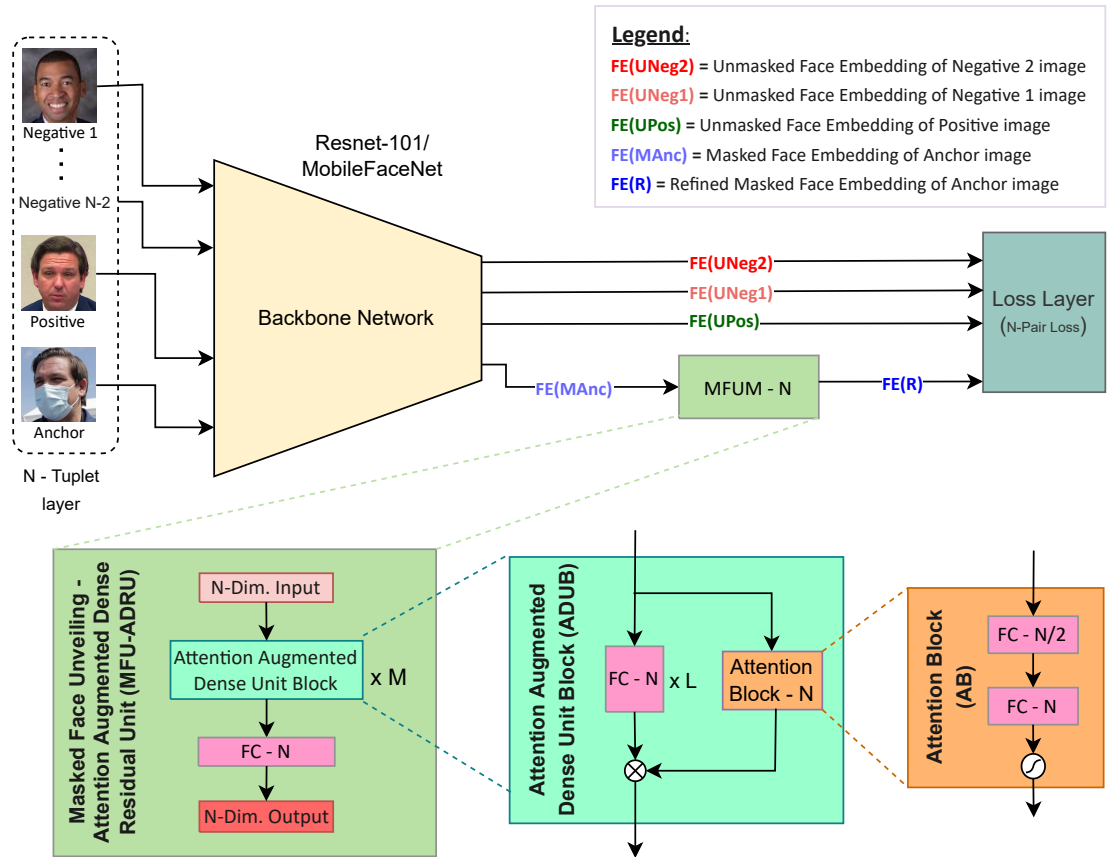 Legend:
FE(UNeg2) = Unmasked Face Embedding of Negative 2 image
FE(UNeg1) = Unmasked Face Embedding of Negative 1 image
FE(UPos) = Unmasked Face Embedding of Positive image
FE(MAnc) = Masked Face Embedding of Anchor image
FE(R) = Refined Masked Face Embedding of Anchor image
Negative 1
Negative N-2
Positive
Anchor
N - Tuplet
layer
Resnet-101/
MobileFaceNet
Backbone Network
FE(UNeg2)
FE(UNeg1)
FE(UPos)
FE(MAnc)
MFUM - N
FE(R)
Loss Layer
(N-Pair Loss)
Masked Face Unveiling -
Attention Augmented Dense
Residual Unit (MFU-ADRU)
N-Dim. Input
Attention Augmented
Dense Unit Block
x M
FC - N
N-Dim. Output
Attention Augmented
Dense Unit Block (ADUB)
FC - N
x L
Attention
Block - N
Attention Block
(AB)
FC - N/2
FC - N